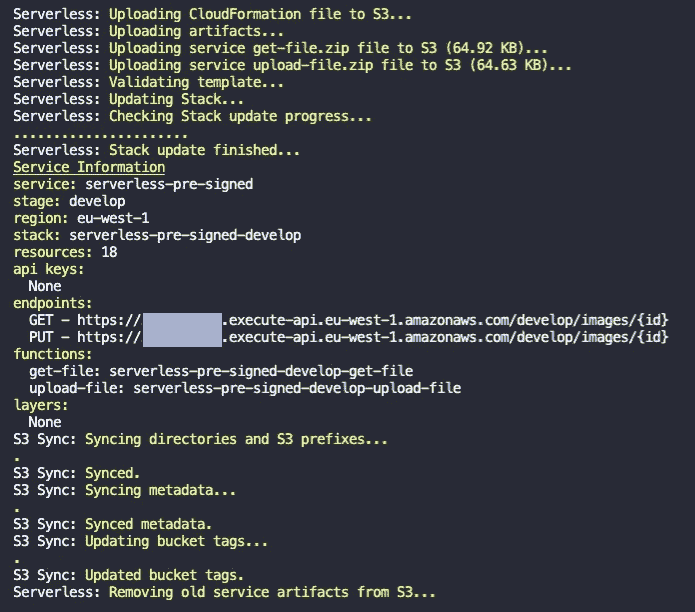 Serverless: Uploading CloudFormation file to S3...
Serverless: Uploading artifacts...
Serverless: Uploading service get-file.zip file to S3 (64.92 KB)...
Serverless: Uploading service upload-file.zip file to S3 (64.63 KB)...
Serverless: Validating template...
Serverless: Updating Stack...
Serverless: Checking Stack update progress...
......................
Serverless: Stack update finished...
Service Information
service: serverless-pre-signed
stage: develop
region: eu-west-1
stack: serverless-pre-signed-develop
resources: 18
api keys:
  None
endpoints:
  GET - https:// .execute-api.eu-west-1.amazonaws.com/develop/images/{id}
  PUT - https:// .execute-api.eu-west-1.amazonaws.com/develop/images/{id}
functions:
  get-file: serverless-pre-signed-develop-get-file
  upload-file: serverless-pre-signed-develop-upload-file
layers:
  None
S3 Sync: Syncing directories and S3 prefixes...
.
S3 Sync: Synced.
S3 Sync: Syncing metadata...
.
S3 Sync: Synced metadata.
S3 Sync: Updating bucket tags...
.
S3 Sync: Updated bucket tags.
Serverless: Removing old service artifacts from S3...